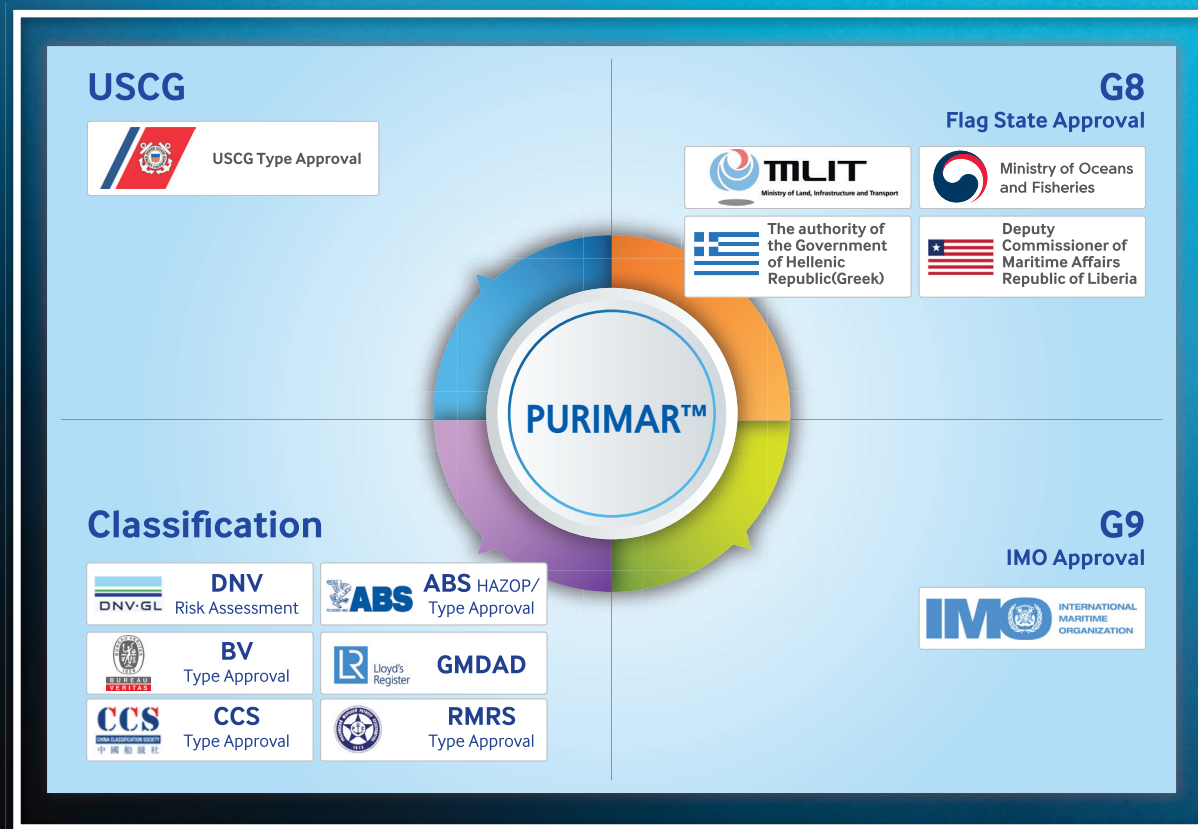 USCG
USCG Type Approval
G8
Flag State Approval
MLIT
Ministry of Land, Infrastructure and Transport
Ministry of Oceans
and Fisheries
The authority of
the Government
of Hellenic
Republic(Greek)
Deputy
Commissioner of
Maritime Affairs
Republic of Liberia
PURIMAR™
Classification
DNV·GL
DNV
Risk Assessment
ABS
ABS HAZOP/
Type Approval
BUREAU
VERITAS
BV
Type Approval
LR
Lloyd's
Register
GMDAD
CCS
CHINA CLASSIFICATION SOCIETY
中國船級社
CCS
Type Approval
RMRS
Type Approval
G9
IMO Approval
IMO
INTERNATIONAL
MARITIME
ORGANIZATION